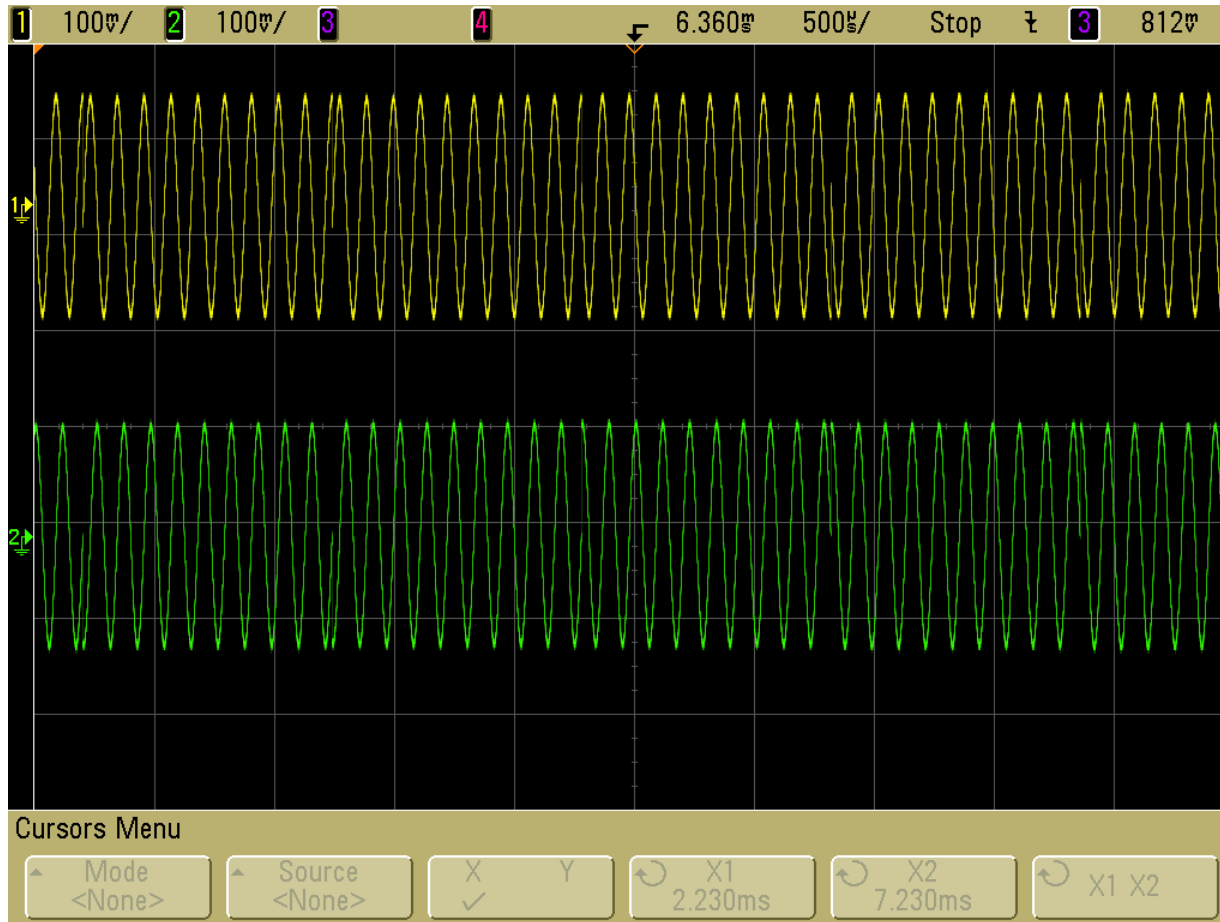 1 100mV/ 2 100mV/ 3 4 6.360ms 500µs/ Stop 3 812mV
1
2
Cursors Menu
Mode Source X Y X1 X2 X1 X2
<None> <None> ✓ 2.230ms 7.230ms